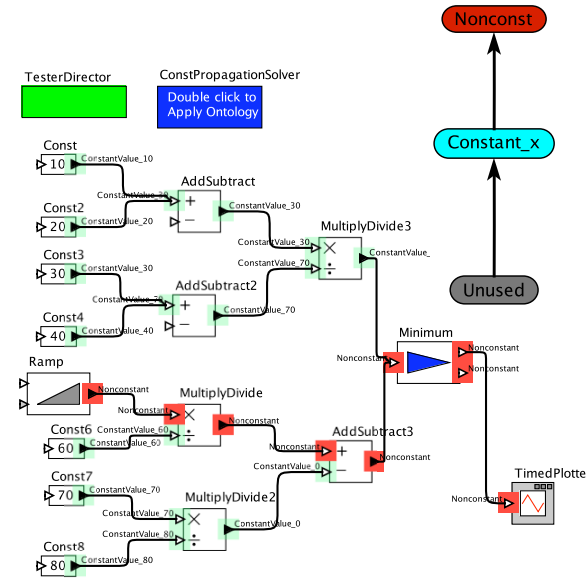 Nonconst
TesterDirector
ConstPropagationSolver
Double click to
Apply Ontology
Constant_x
Const
10
ConstantValue_10
AddSubtract
ConstantValue_30
+
−
ConstantValue_30
Const2
20
ConstantValue_20
MultiplyDivide3
ConstantValue_30
×
ConstantValue_
Const3
30
ConstantValue_30
ConstantValue_70
÷
Unused
AddSubtract2
ConstantValue_70
+
−
ConstantValue_70
Const4
40
ConstantValue_40
Minimum
Nonconstant
Nonconstant
Nonconstant
Ramp
Nonconstant
MultiplyDivide
Nonconstant
×
Nonconstant
Const6
60
ConstantValue_60
ConstantValue_60
÷
AddSubtract3
Nonconstant
+
Nonconstant
ConstantValue_0
−
Const7
70
ConstantValue_70
MultiplyDivide2
ConstantValue_70
×
ConstantValue_0
ConstantValue_80
÷
Const8
80
ConstantValue_80
TimedPlotte
Nonconstant